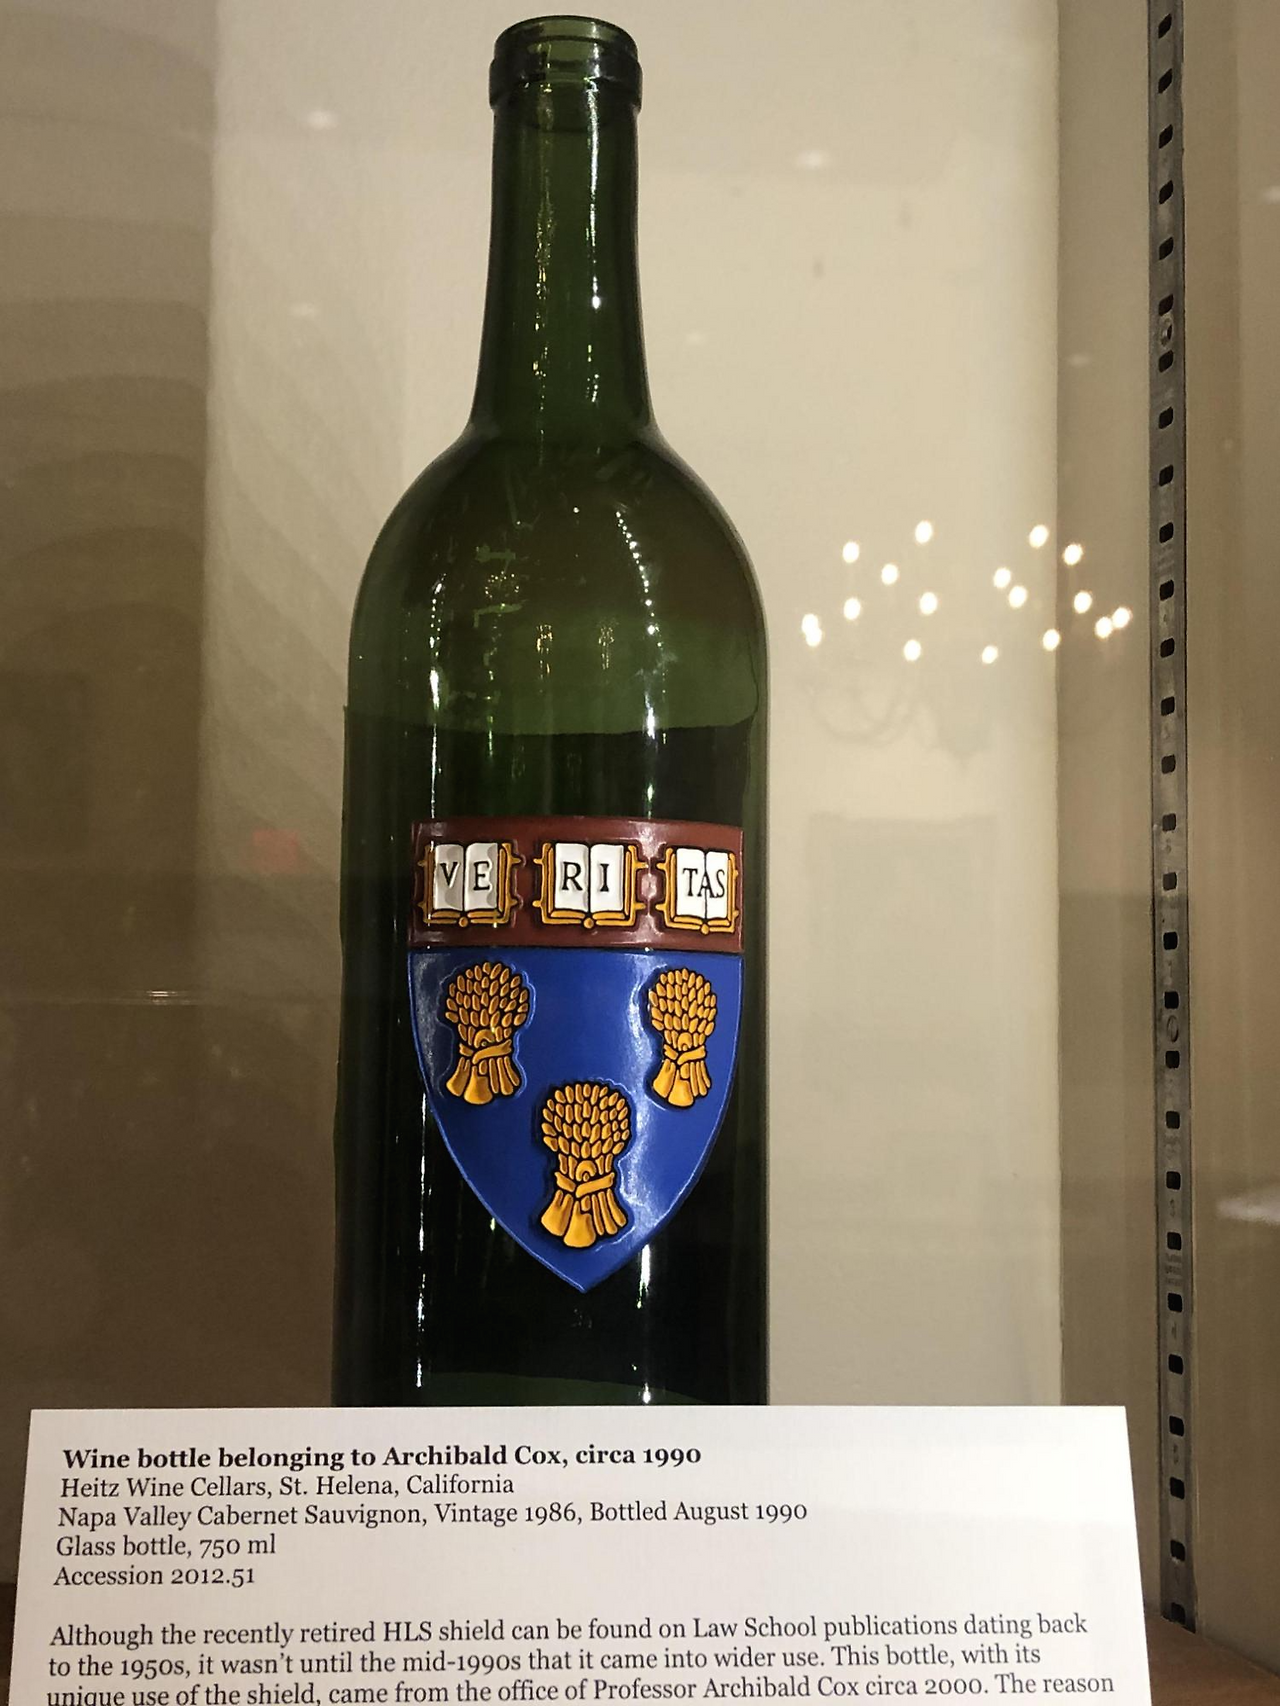 VE RI TAS
Wine bottle belonging to Archibald Cox, circa 1990
Heitz Wine Cellars, St. Helena, California
Napa Valley Cabernet Sauvignon, Vintage 1986, Bottled August 1990
Glass bottle, 750 ml
Accession 2012.51
Although the recently retired HLS shield can be found on Law School publications dating back
to the 1950s, it wasn't until the mid-1990s that it came into wider use. This bottle, with its
unique use of the shield, came from the office of Professor Archibald Cox circa 2000. The reason